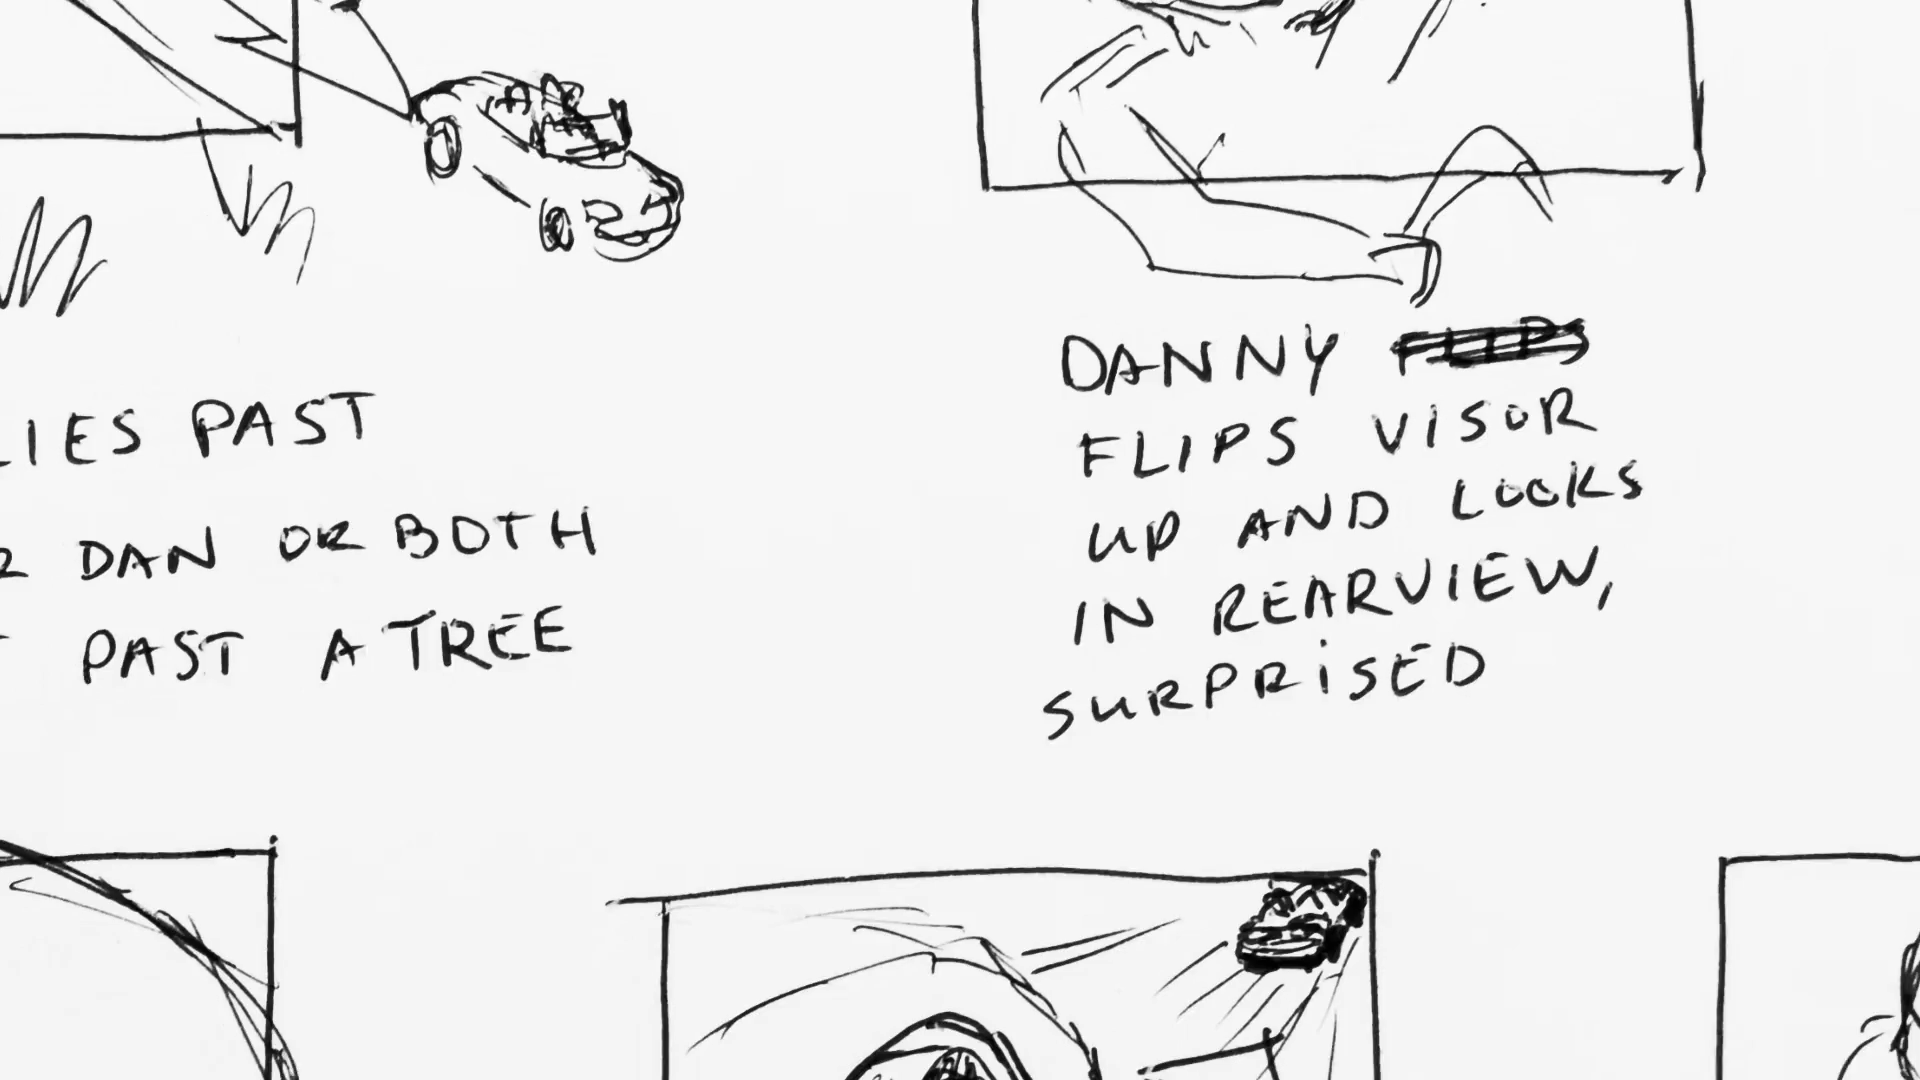 LIES PAST
R DAN OR BOTH
PAST A TREE
DANNY
FLIPS VISOR
UP AND LOOKS
IN REARVIEW,
SURPRISED